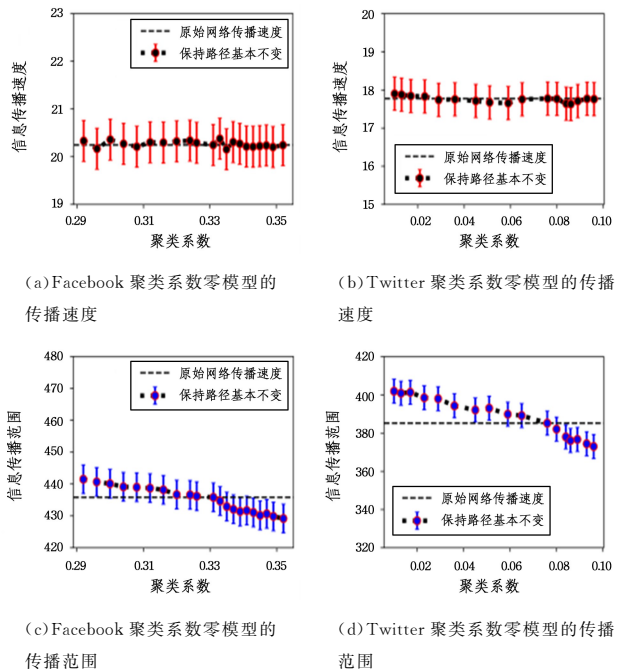 23
22
21
20
19
信息传播速度
原始网络传播速度
保持路径基本不变
0.29
0.31
0.33
0.35
聚类系数
(a)Facebook 聚类系数零模型的
传播速度
20
19
18
17
16
15
信息传播速度
原始网络传播速度
保持路径基本不变
0.02
0.04
0.06
0.08
0.10
聚类系数
(b)Twitter 聚类系数零模型的传播
速度
480
470
460
450
440
430
420
信息传播范围
原始网络传播速度
保持路径基本不变
0.29
0.31
0.33
0.35
聚类系数
(c)Facebook 聚类系数零模型的
传播范围
420
400
380
360
340
320
信息传播范围
原始网络传播速度
保持路径基本不变
0.02
0.04
0.06
0.08
0.10
聚类系数
(d)Twitter 聚类系数零模型的传播
范围